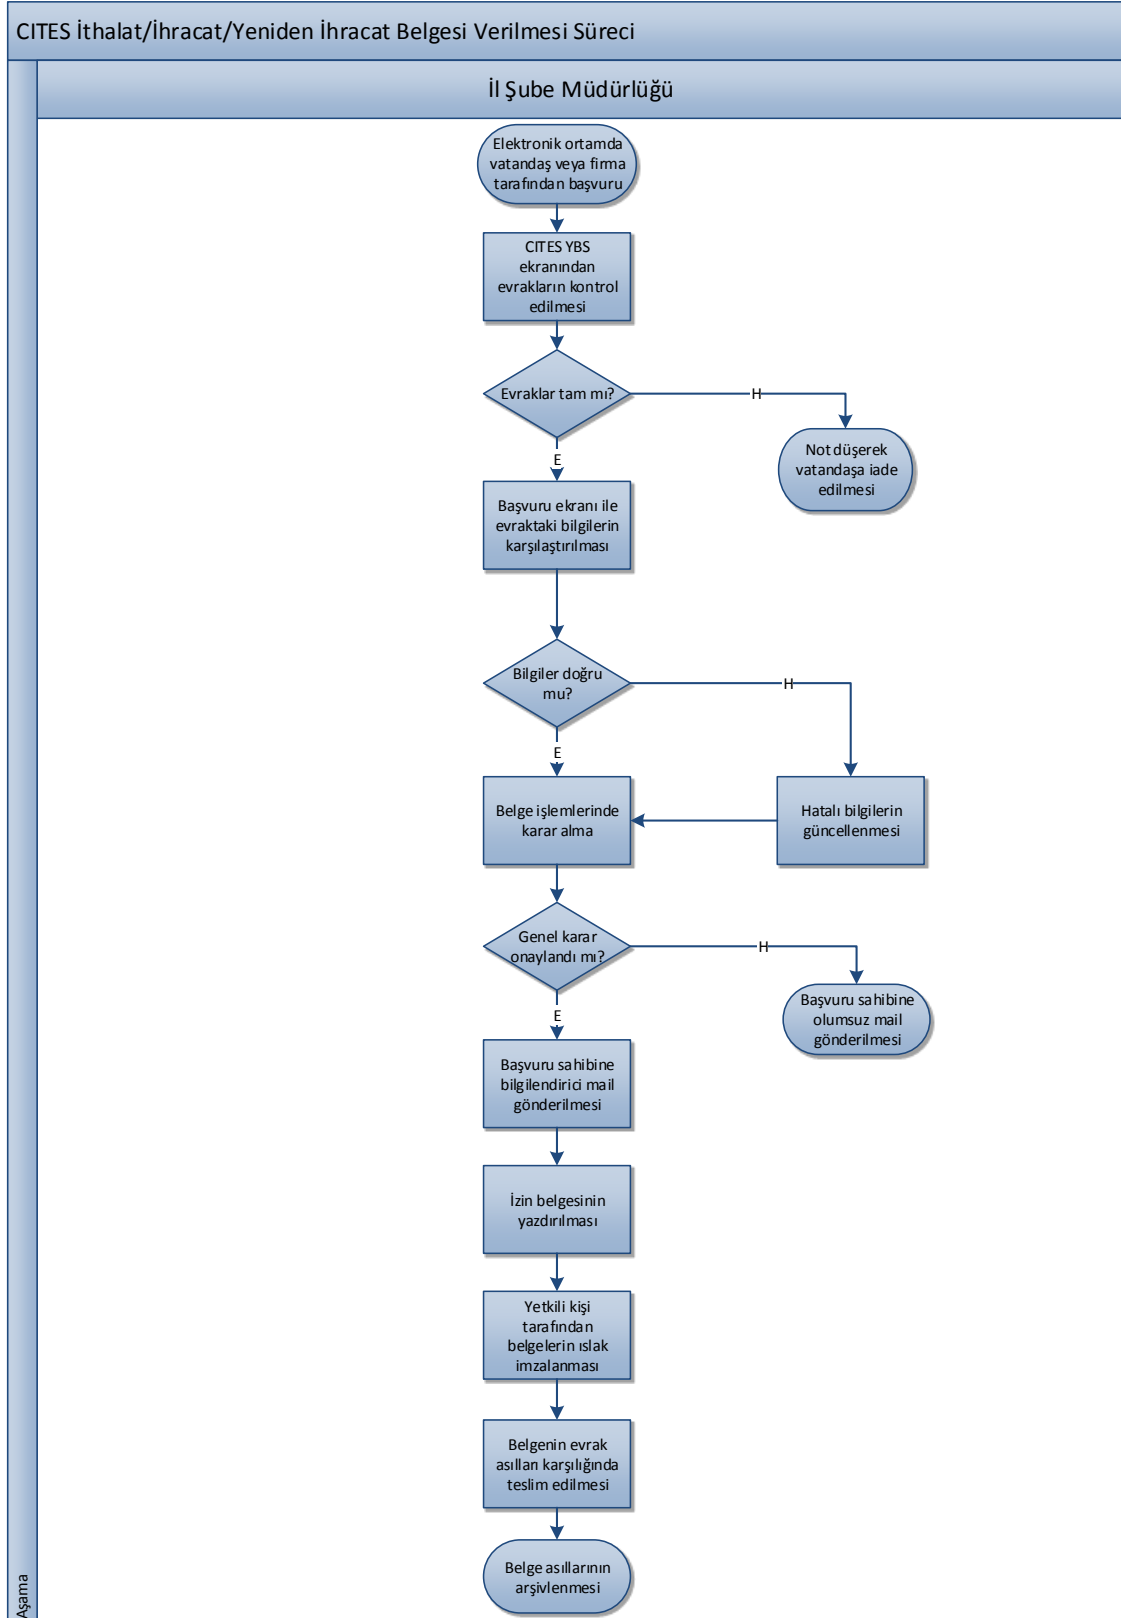 CITES İthalat/İhracat/Yeniden İhracat Belgesi Verilmesi Süreci
İl Şube Müdürlüğü
Elektronik ortamda
vatandaş veya firma
tarafından başvuru
CITES YBS
ekranından
evrakların kontrol
edilmesi
Evraklar tam mı?
H
Not düşerek
vatandaşa iade
edilmesi
E
Başvuru ekranı ile
evraktaki bilgilerin
karşılaştırılması
Bilgiler doğru
mu?
H
E
Belge işlemlerinde
karar alma
Hatalı bilgilerin
güncellenmesi
Genel karar
onaylandı mı?
H
Başvuru sahibine
olumsuz mail
gönderilmesi
E
Başvuru sahibine
bilgilendirici mail
gönderilmesi
İzin belgesinin
yazdırılması
Yetkili kişi
tarafından
belgelerin ıslak
imzalanması
Belgenin evrak
asılları karşılığında
teslim edilmesi
Belge asıllarının
arşivlenmesi
Aşama